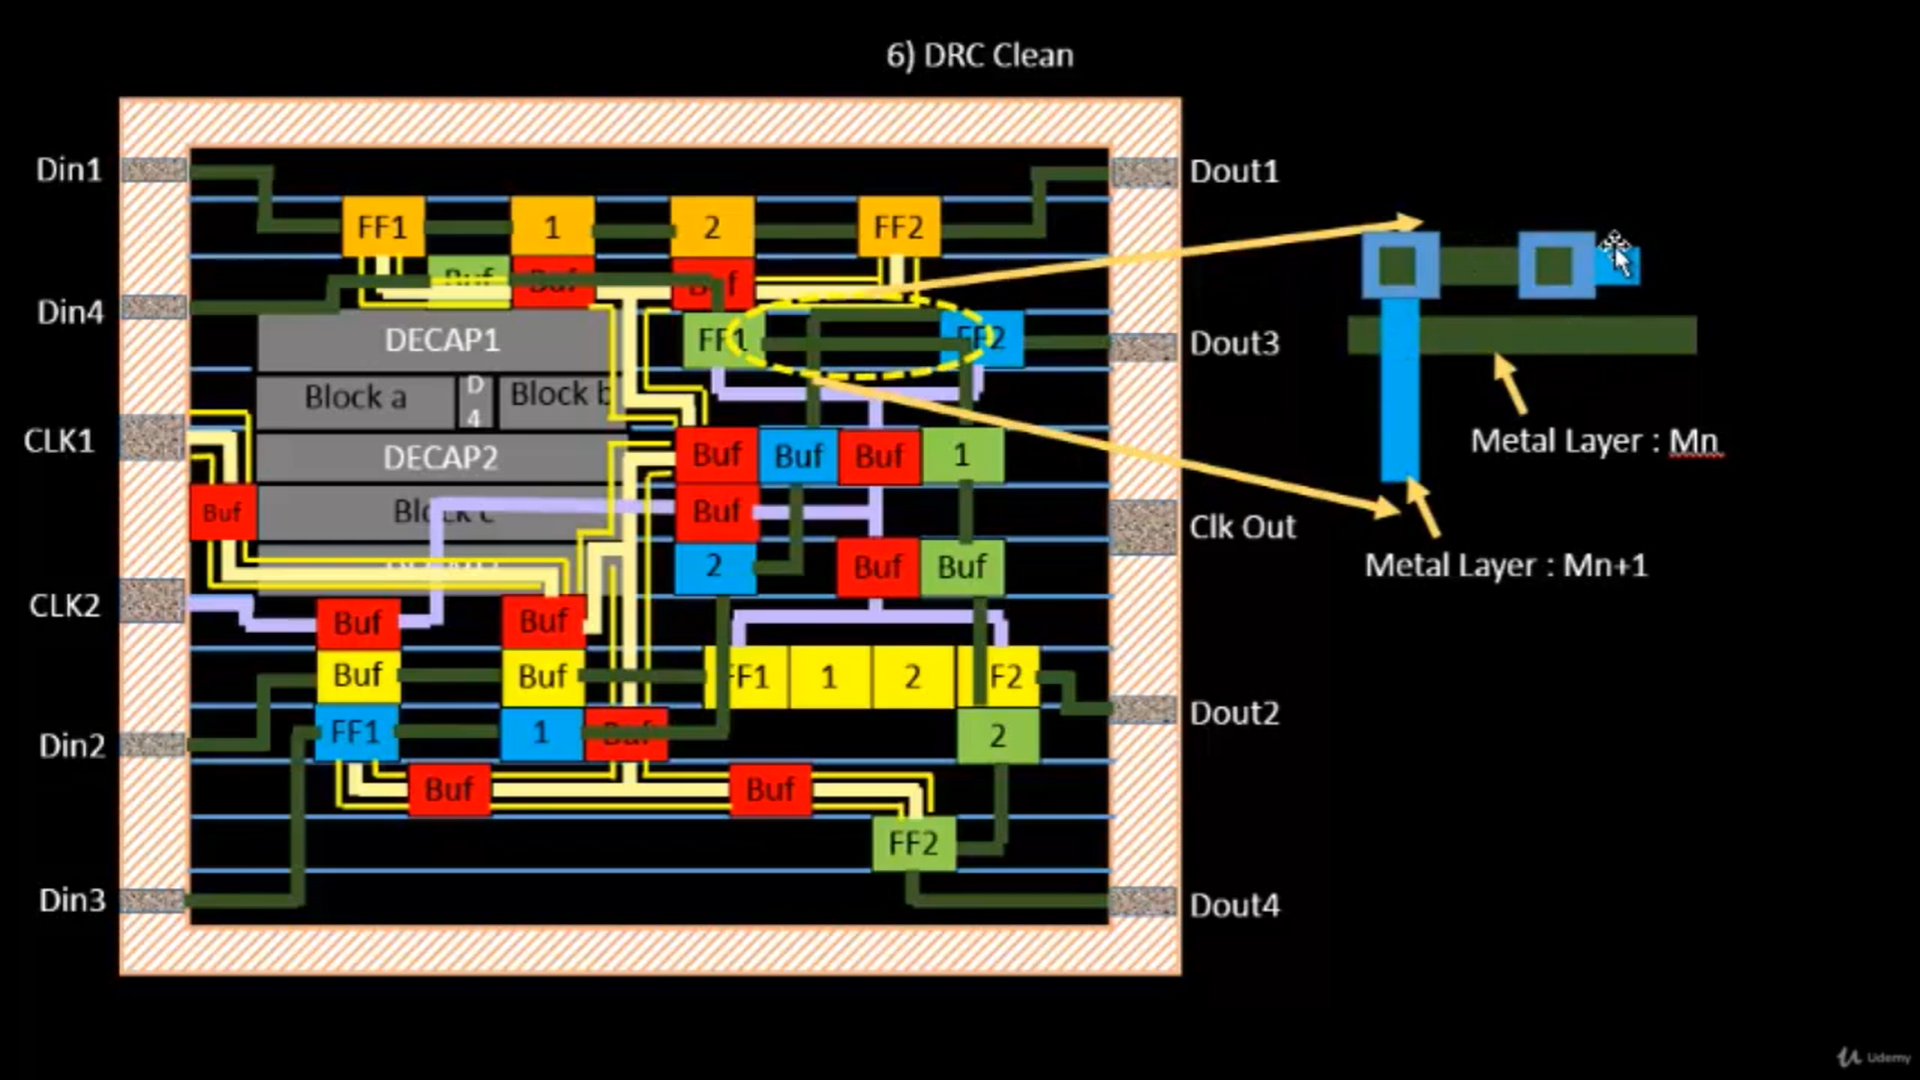 6) DRC Clean
Din1
Dout1
FF1
1
2
FF2
Buf
Buf
Buf
Din4
DECAP1
FF1
FF2
Dout3
Block a
D
4
Block b
CLK1
DECAP2
Buf
Buf
Buf
1
Metal Layer : Mn
Buf
Block c
Buf
Clk Out
2
Buf
Buf
Metal Layer : Mn+1
CLK2
Buf
Buf
Buf
Buf
FF1
1
2
F2
Dout2
Din2
FF1
1
Buf
2
Buf
Buf
FF2
Din3
Dout4
Udemy